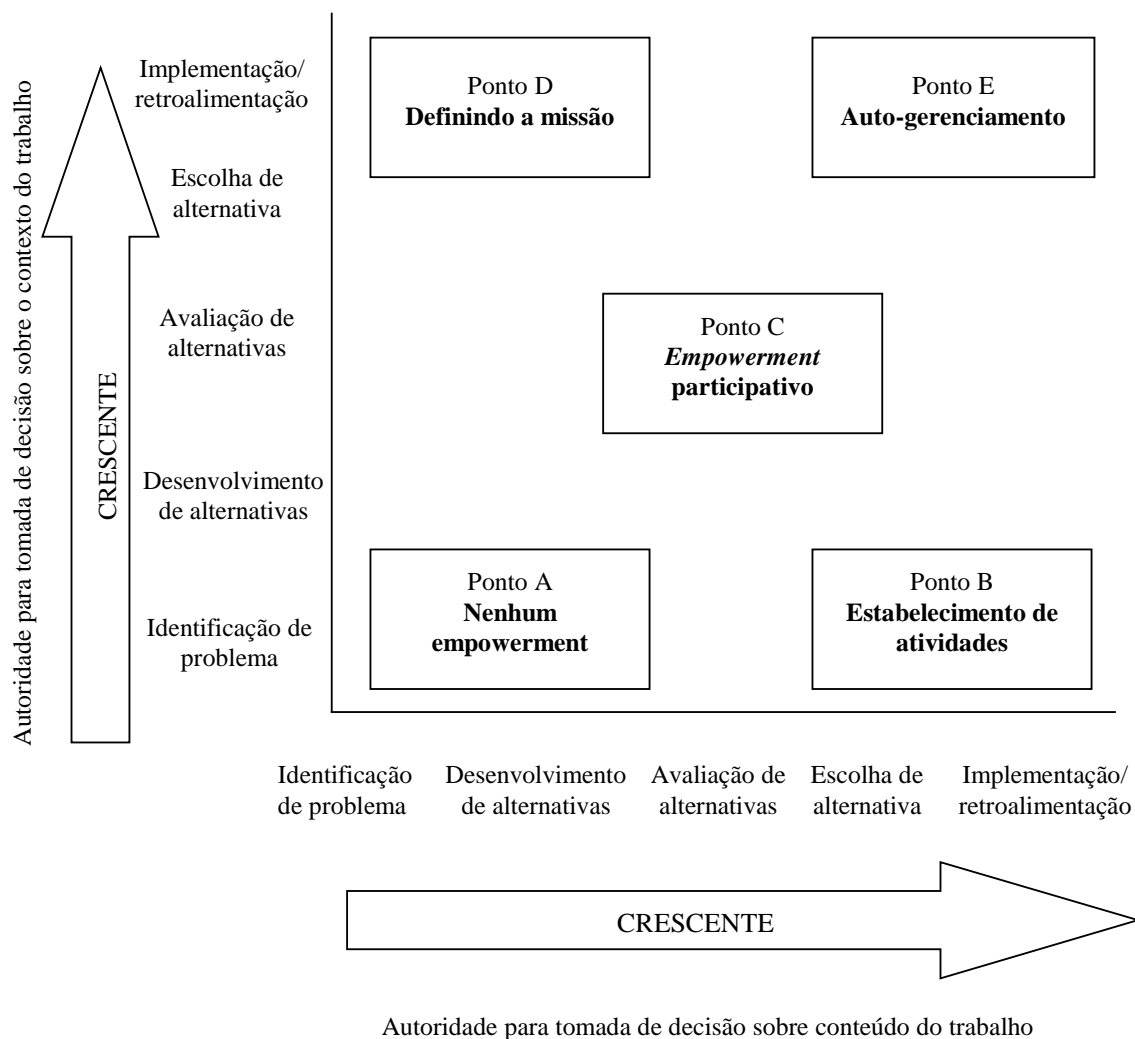 Autoridade para tomada de decisão sobre o contexto do trabalho
CRESCENTE
Implementação/
retroalimentação
Escolha de
alternativa
Avaliação de
alternativas
Desenvolvimento
de alternativas
Identificação de
problema
Ponto D
Definindo a missão
Ponto E
Auto-gerenciamento
Ponto C
Empowerment
participativo
Ponto A
Nenhum
empowerment
Ponto B
Estabelecimento de
atividades
Identificação
de problema
Desenvolvimento
de alternativas
Avaliação de
alternativas
Escolha de
alternativa
Implementação/
retroalimentação
CRESCENTE
Autoridade para tomada de decisão sobre conteúdo do trabalho